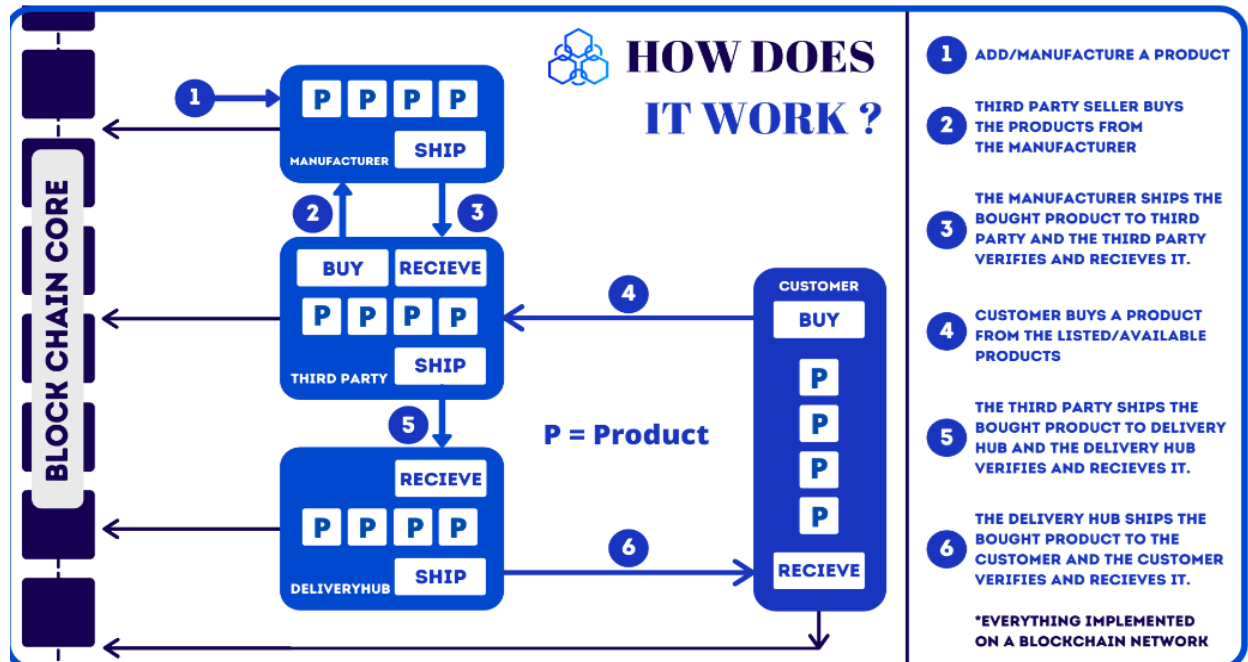 HOW DOES
IT WORK ?
BLOCK CHAIN CORE
1
P P P P
SHIP
MANUFACTURER
2
3
BUY
RECIEVE
P P P P
SHIP
THIRD PARTY
4
CUSTOMER
BUY
P
P
P
P
RECIEVE
5
P = Product
RECIEVE
P P P P
SHIP
DELIVERYHUB
6
1
ADD/MANUFACTURE A PRODUCT
2
THIRD PARTY SELLER BUYS
THE PRODUCTS FROM
THE MANUFACTURER
3
THE MANUFACTURER SHIPS THE
BOUGHT PRODUCT TO THIRD
PARTY AND THE THIRD PARTY
VERIFIES AND RECIEVES IT.
4
CUSTOMER BUYS A PRODUCT
FROM THE LISTED/AVAILABLE
PRODUCTS
5
THE THIRD PARTY SHIPS THE
BOUGHT PRODUCT TO DELIVERY
HUB AND THE DELIVERY HUB
VERIFIES AND RECIEVES IT.
6
THE DELIVERY HUB SHIPS THE
BOUGHT PRODUCT TO THE
CUSTOMER AND THE CUSTOMER
VERIFIES AND RECIEVES IT.
*EVERYTHING IMPLEMENTED
ON A BLOCKCHAIN NETWORK